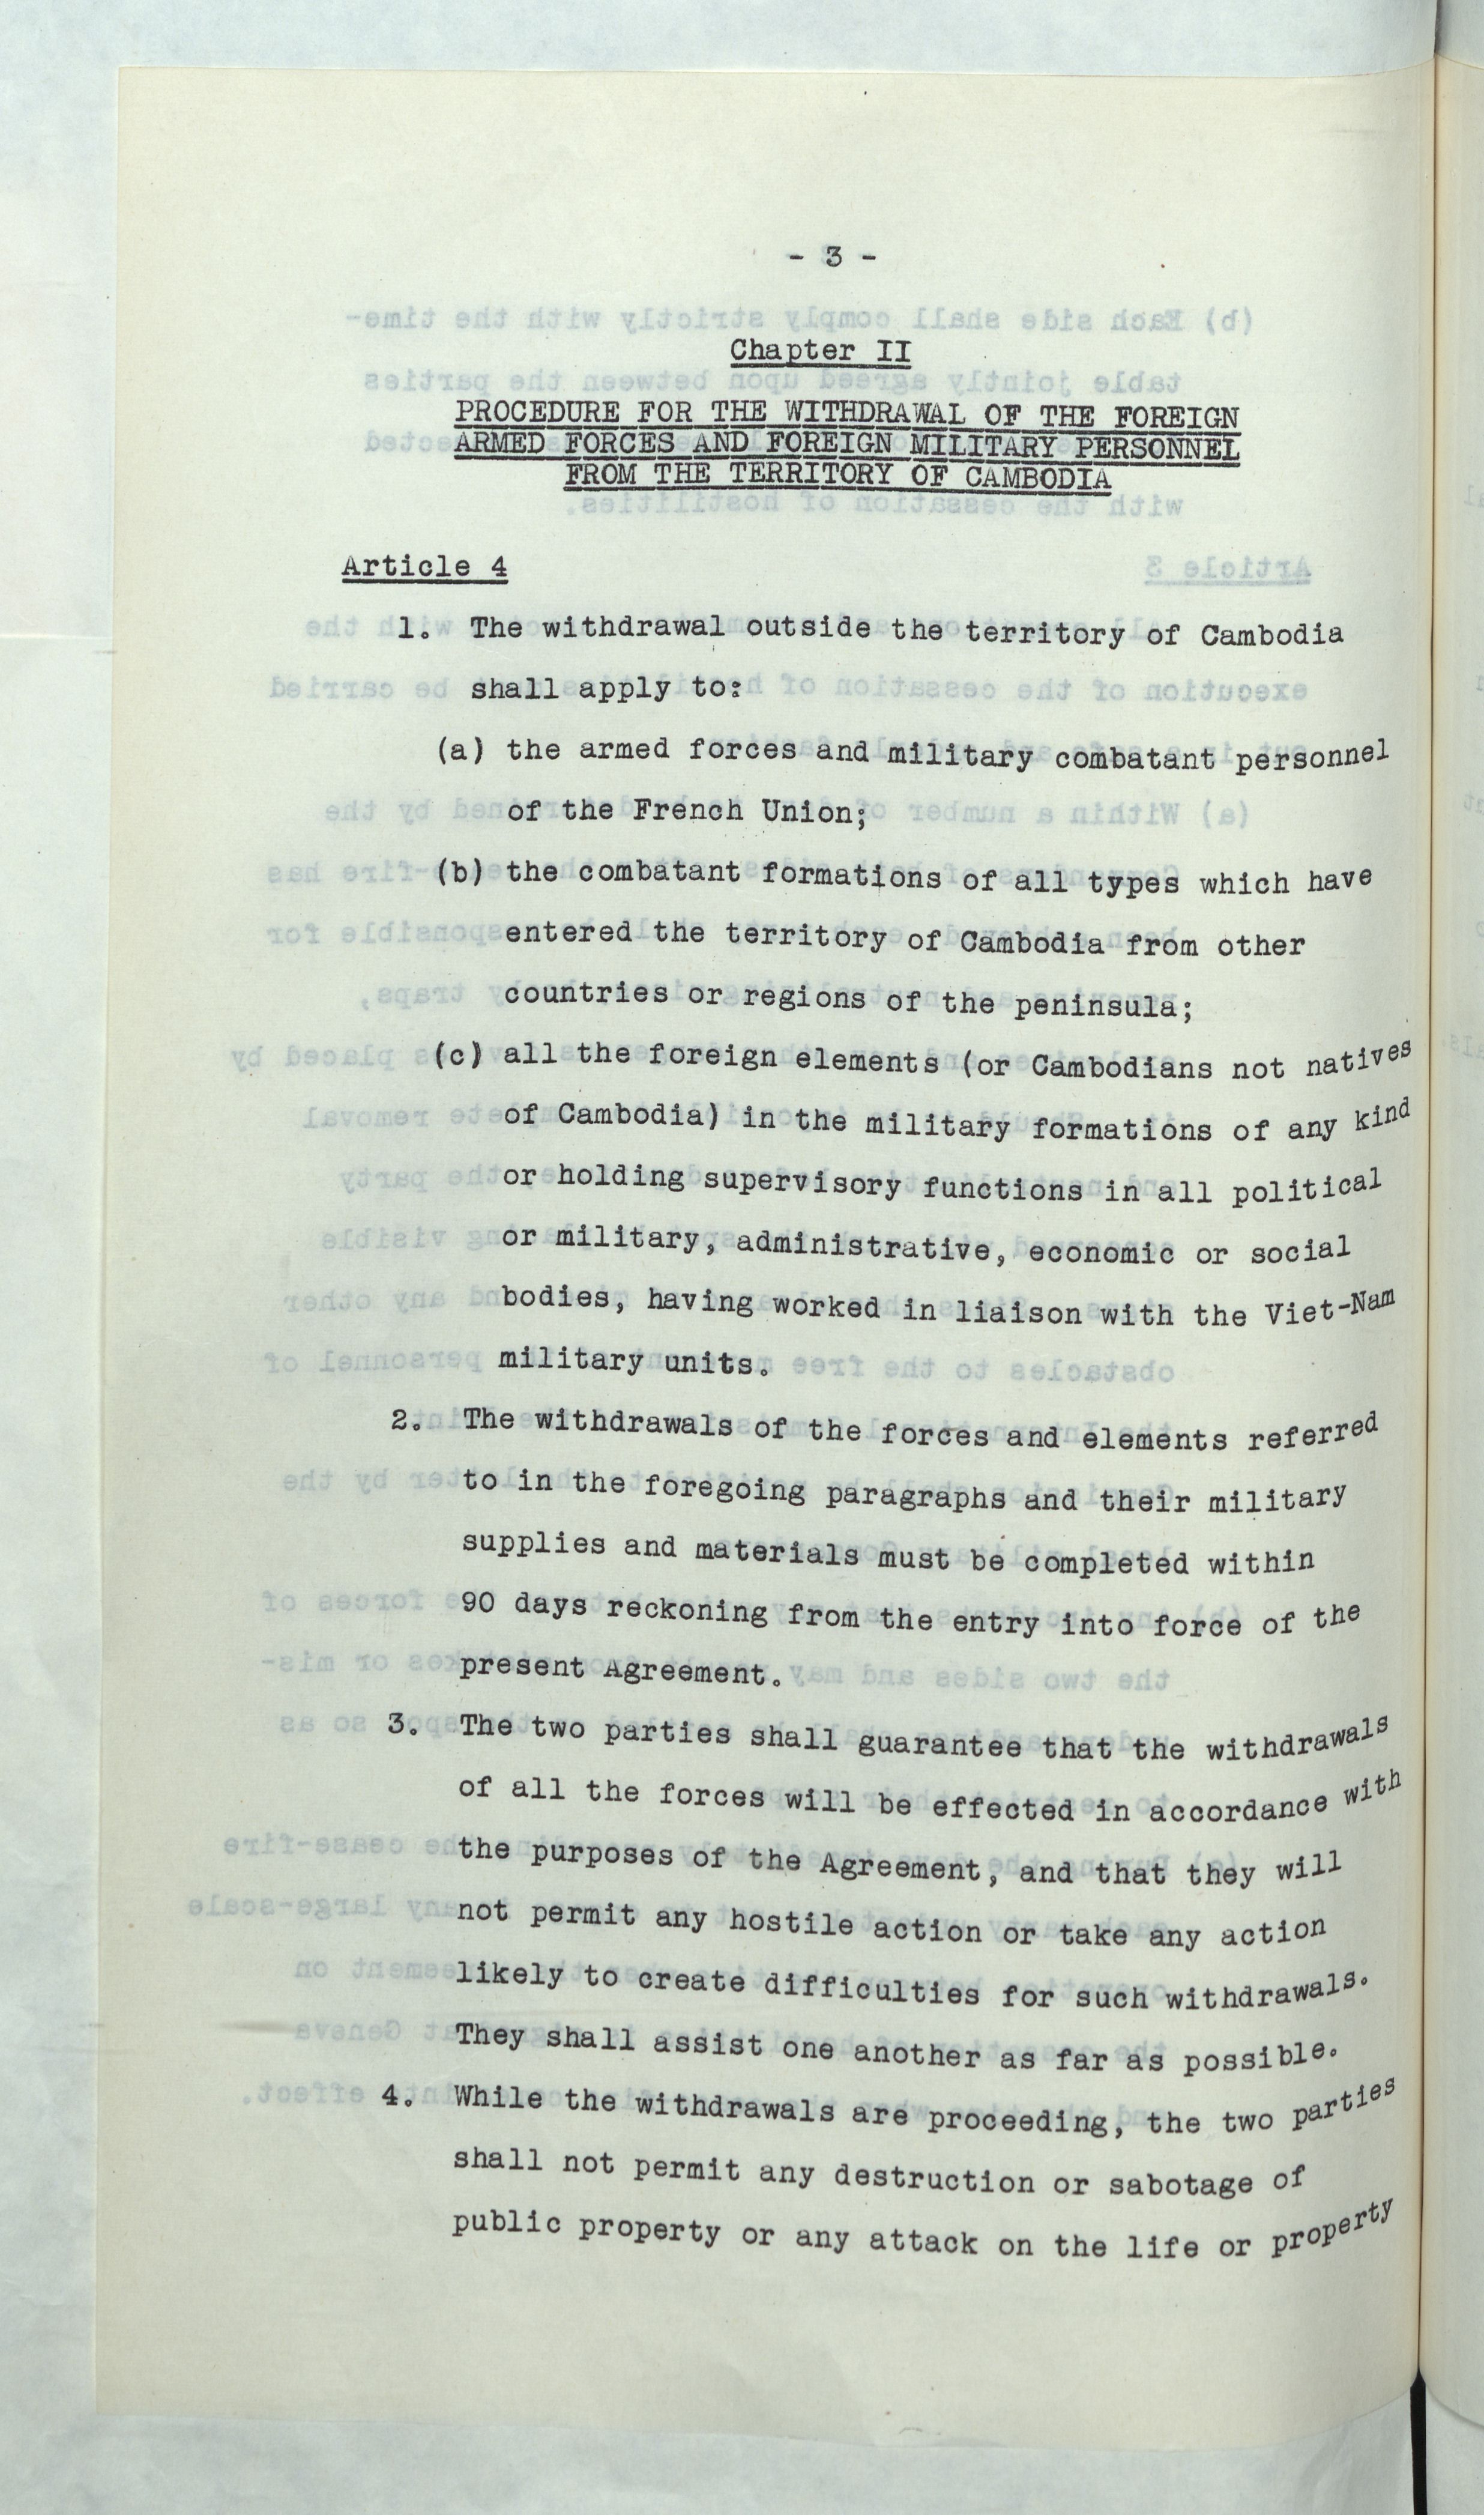 - 3 -
Chapter II
PROCEDURE FOR THE WITHDRAWAL OF THE FOREIGN
ARMED FORCES AND FOREIGN MILITARY PERSONNEL
FROM THE TERRITORY OF CAMBODIA
Article 4
1. The withdrawal outside the territory of Cambodia
shall apply to:
(a) the armed forces and military combatant personnel
of the French Union;
(b) the combatant formations of all types which have
entered the territory of Cambodia from other
countries or regions of the peninsula;
(c) all the foreign elements (or Cambodians not natives
of Cambodia) in the military formations of any kind
or holding supervisory functions in all political
or military, administrative, economic or social
bodies, having worked in liaison with the Viet-Nam
military units.
2. The withdrawals of the forces and elements referred
to in the foregoing paragraphs and their military
supplies and materials must be completed within
90 days reckoning from the entry into force of the
present Agreement.
3. The two parties shall guarantee that the withdrawals
of all the forces will be effected in accordance with
the purposes of the Agreement, and that they will
not permit any hostile action or take any action
likely to create difficulties for such withdrawals.
They shall assist one another as far as possible.
4. While the withdrawals are proceeding, the two parties
shall not permit any destruction or sabotage of
public property or any attack on the life or property